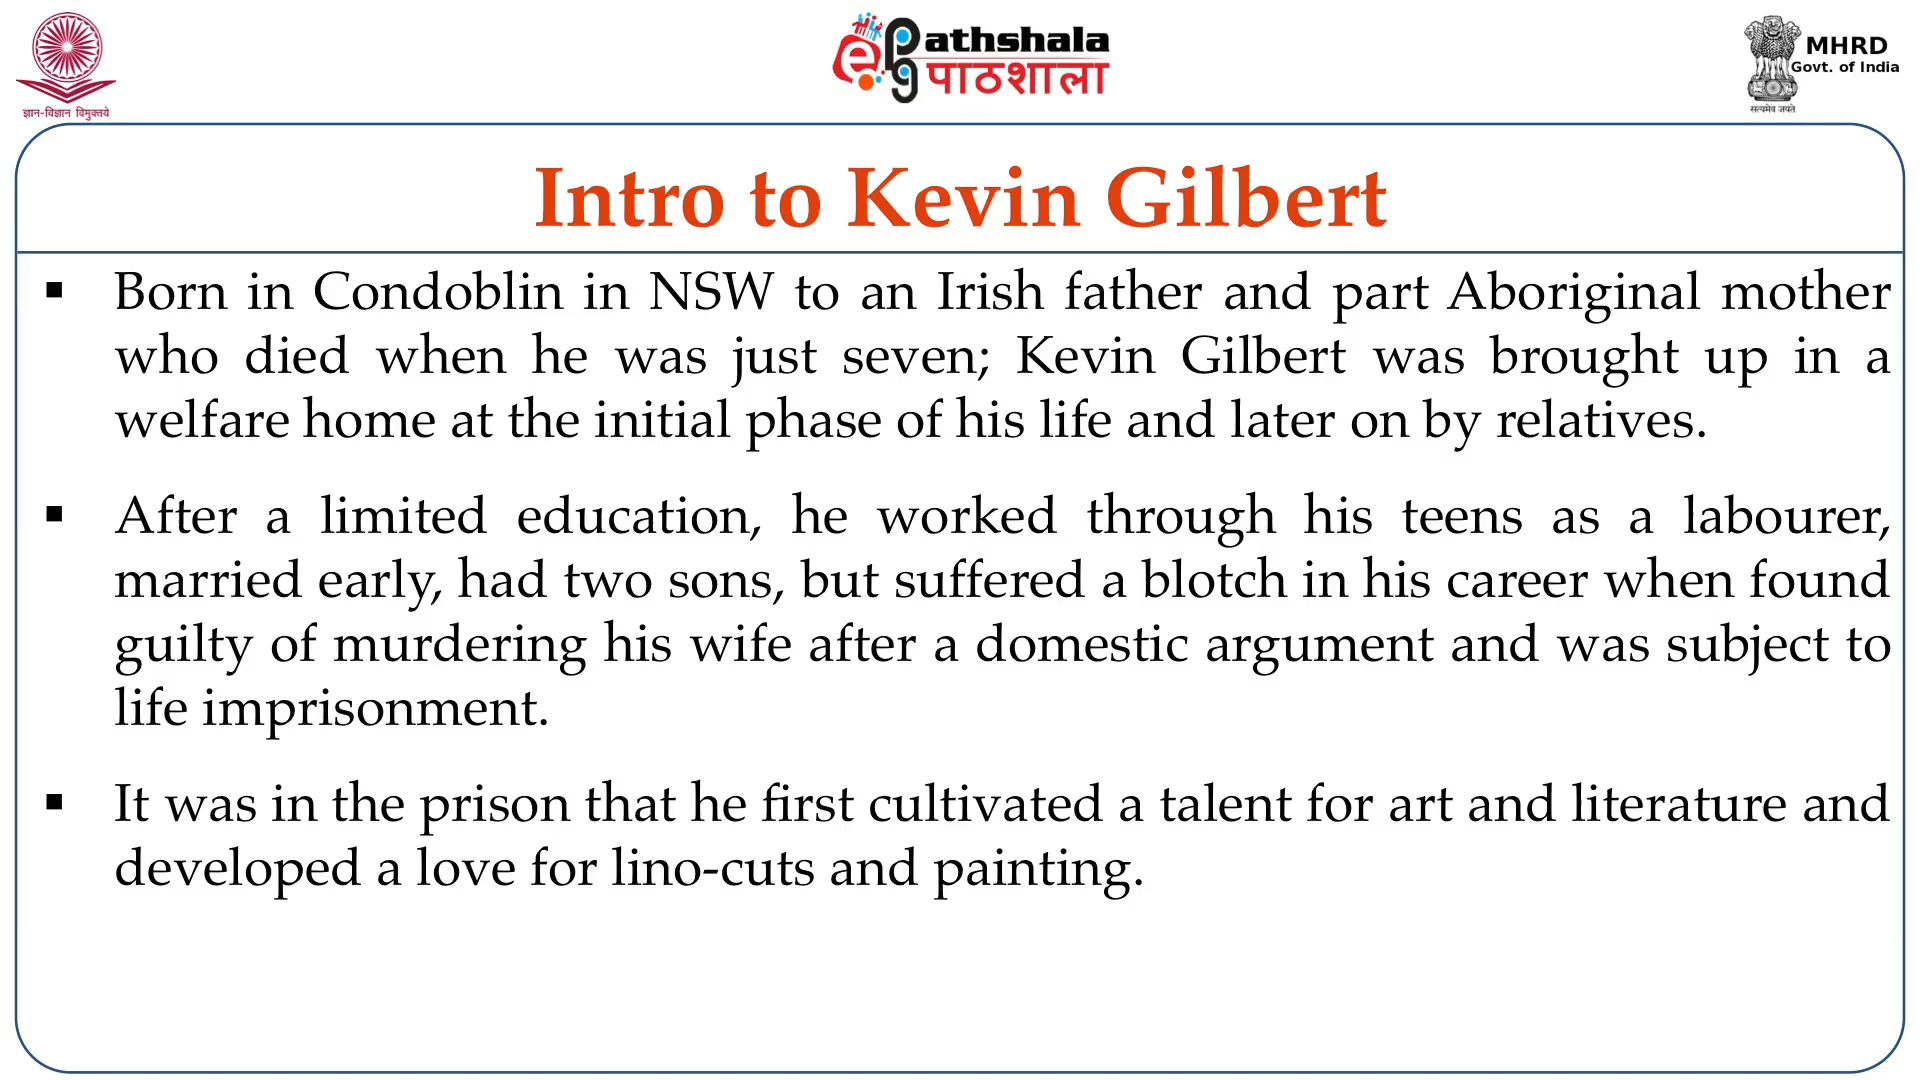 ज्ञान-विज्ञान विमुक्तये
ePG Pathshala
पाठशाला
MHRD
Govt. of India
सत्यमेव जयते
Intro to Kevin Gilbert
▪ Born in Condoblin in NSW to an Irish father and part Aboriginal mother
who died when he was just seven; Kevin Gilbert was brought up in a
welfare home at the initial phase of his life and later on by relatives.
▪ After a limited education, he worked through his teens as a labourer,
married early, had two sons, but suffered a blotch in his career when found
guilty of murdering his wife after a domestic argument and was subject to
life imprisonment.
▪ It was in the prison that he first cultivated a talent for art and literature and
developed a love for lino-cuts and painting.